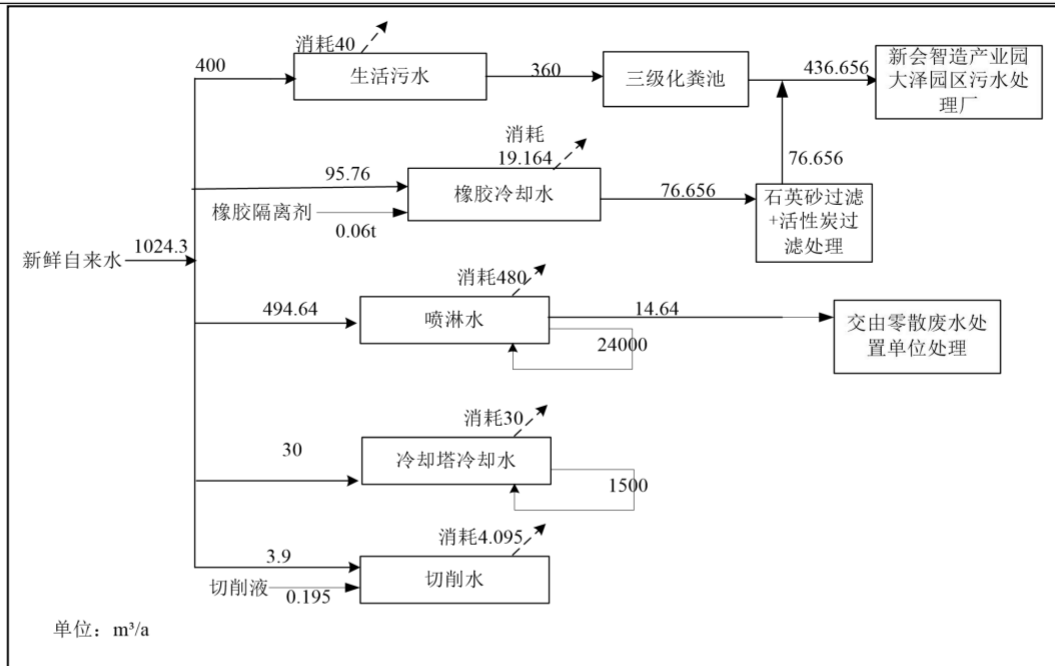 消耗40
400
生活污水
360
三级化粪池
436.656
新会智造产业园
大泽园区污水处
理厂
消耗
19.164
95.76
橡胶冷却水
76.656
76.656
石英砂过滤
+活性炭过
滤处理
橡胶隔离剂
0.06t
新鲜自来水
1024.3
消耗480
494.64
喷淋水
14.64
24000
交由零散废水处
置单位处理
消耗30
30
冷却塔冷却水
1500
消耗4.095
3.9
切削水
切削液
0.195
单位：m³/a